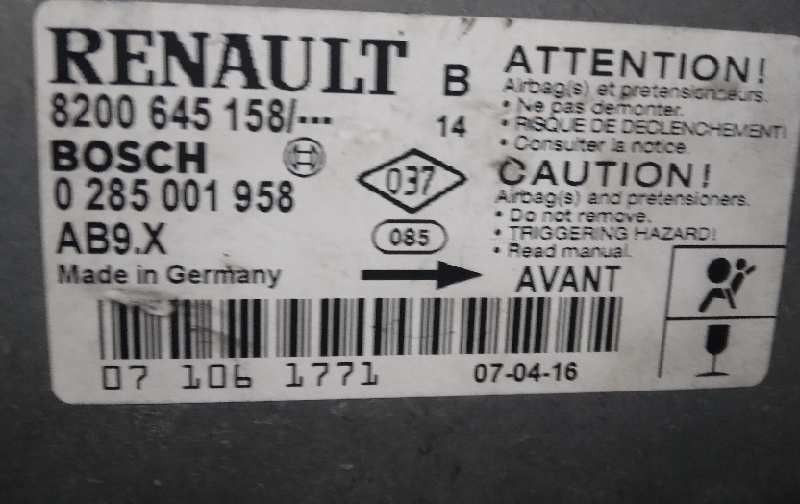 RENAULT B
8200 645 158/---
14
BOSCH
037
0 285 001 958
AB9.X
085
Made in Germany
AVANT
07 106 1771
07-04-16
ATTENTION!
Airbag(s) et pretensionneurs.
• Ne pas demonter.
• RISQUE DE DECLENCHEMENT!
• Consulter la notice.
CAUTION!
Airbag(s) and pretensioners.
• Do not remove.
• TRIGGERING HAZARD!
• Read manual.